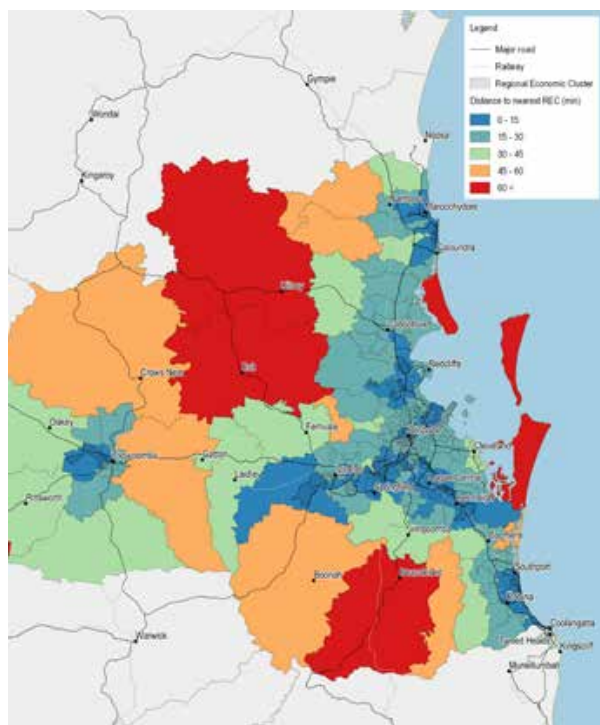 Legend
Major road
Railway
Regional Economic Cluster
Distance to nearest REC (min)
0 - 15
15 - 30
30 - 45
45 - 60
60 <
Gympie
Wondai
Noosa
Kingaroy
Maroochydore
Caloundra
Kilcoy
Caboolture
Redcliffe
Crows Nest
Esk
Oakey
Fernvale
Toowoomba
Gatton
Cleveland
Laidley
Pittsworth
Southport
Boonah
Beaudesert
Warwick
Coolangatta
Tweed Heads
Kingscliff
Murwillumbah